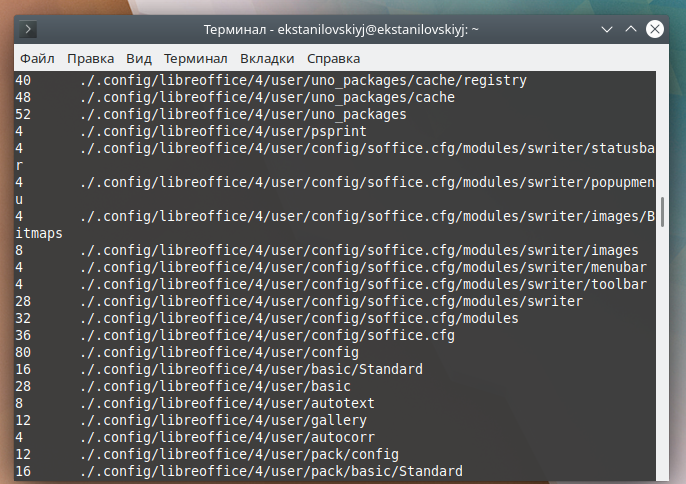 Терминал - ekstanilovskiyj@ekstanilovskiyj: ~
Файл Правка Вид Терминал Вкладки Справка
40 ./.config/libreoffice/4/user/uno_packages/cache/registry
48 ./.config/libreoffice/4/user/uno_packages/cache
52 ./.config/libreoffice/4/user/uno_packages
4 ./.config/libreoffice/4/user/psprint
4 ./.config/libreoffice/4/user/config/soffice.cfg/modules/swriter/statusba
r
4 ./.config/libreoffice/4/user/config/soffice.cfg/modules/swriter/popupmen
u
4 ./.config/libreoffice/4/user/config/soffice.cfg/modules/swriter/images/B
itmaps
8 ./.config/libreoffice/4/user/config/soffice.cfg/modules/swriter/images
4 ./.config/libreoffice/4/user/config/soffice.cfg/modules/swriter/menubar
4 ./.config/libreoffice/4/user/config/soffice.cfg/modules/swriter/toolbar
28 ./.config/libreoffice/4/user/config/soffice.cfg/modules/swriter
32 ./.config/libreoffice/4/user/config/soffice.cfg/modules
36 ./.config/libreoffice/4/user/config/soffice.cfg
80 ./.config/libreoffice/4/user/config
16 ./.config/libreoffice/4/user/basic/Standard
28 ./.config/libreoffice/4/user/basic
8 ./.config/libreoffice/4/user/autotext
12 ./.config/libreoffice/4/user/gallery
4 ./.config/libreoffice/4/user/autocorr
12 ./.config/libreoffice/4/user/pack/config
16 ./.config/libreoffice/4/user/pack/basic/Standard